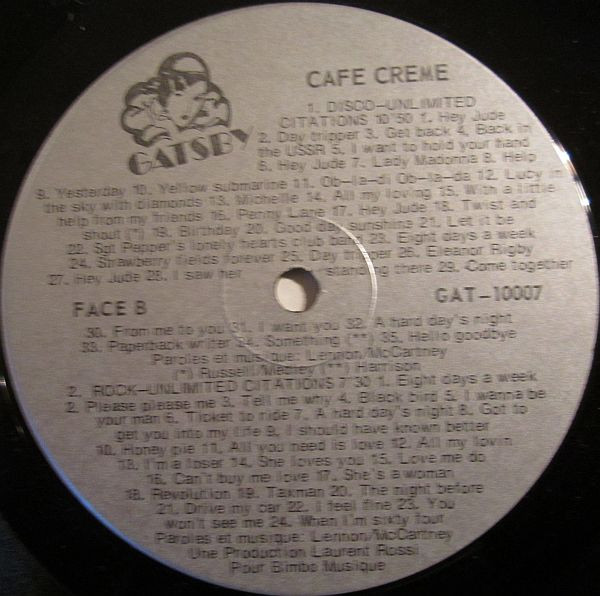 GATSBY
CAFE CREME
1. DISCO-UNLIMITED
CITATIONS 10'50 1. Hey Jude
2. Day tripper 3. Get back 4. Back in
the USSR 5. I want to hold your hand
6. Hey Jude 7. Lady Madonna 8. Help
9. Yesterday 10. Yellow submarine 11. Ob-la-di Ob-la-da 12. Lucy in
the sky with diamonds 13. Michelle 14. All my loving 15. With a little
help from my friends 16. Penny Lane 17. Hey Jude 18. Twist and
shout (*) 19. Birthday 20. Good day sunshine 21. Let it be
22. Sgt Pepper's lonely hearts club band 23. Eight days a week
24. Strawberry fields forever 25. Day tripper 26. Eleanor Rigby
27. Hey Jude 28. I saw her standing there 29. Come together
FACE B
GAT-10007
30. From me to you 31. I want you 32. A hard day's night
33. Paperback writer 34. Something (**) 35. Hello goodbye
Paroles et musique: Lennon/McCartney
(*) Russell/Medley (**) Harrison
2. ROCK-UNLIMITED CITATIONS 7'30 1. Eight days a week
2. Please please me 3. Tell me why 4. Black bird 5. I wanna be
your man 6. Ticket to ride 7. A hard day's night 8. Got to
get you into my life 9. I should have known better
10. Honey pie 11. All you need is love 12. All my lovin
13. I'm a loser 14. She loves you 15. Love me do
16. Can't buy me love 17. She's a woman
18. Revolution 19. Taxman 20. The night before
21. Drive my car 22. I feel fine 23. You
won't see me 24. When I'm sixty four
Paroles et musique: Lennon/McCartney
Une Production Laurent Rossi
Pour Bimbo Musique